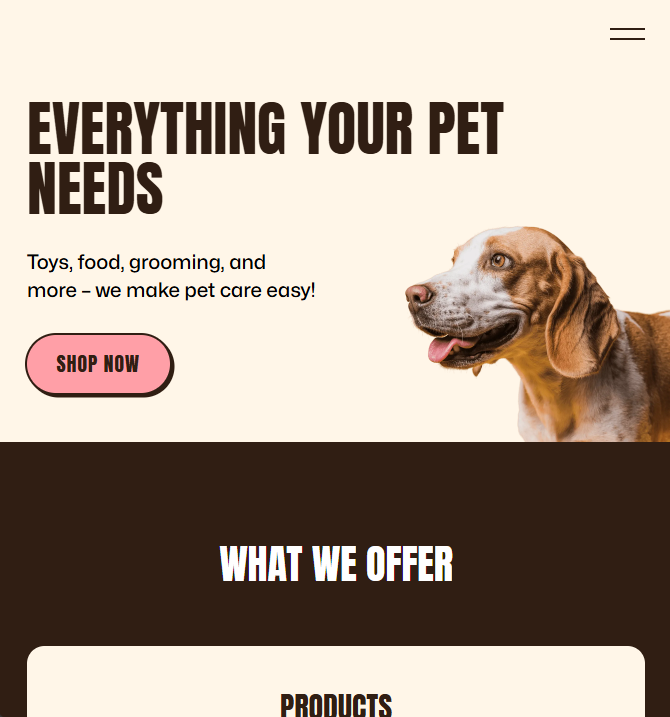 EVERYTHING YOUR PET
NEEDS
Toys, food, grooming, and
more – we make pet care easy!
SHOP NOW
WHAT WE OFFER
PRODUCTS